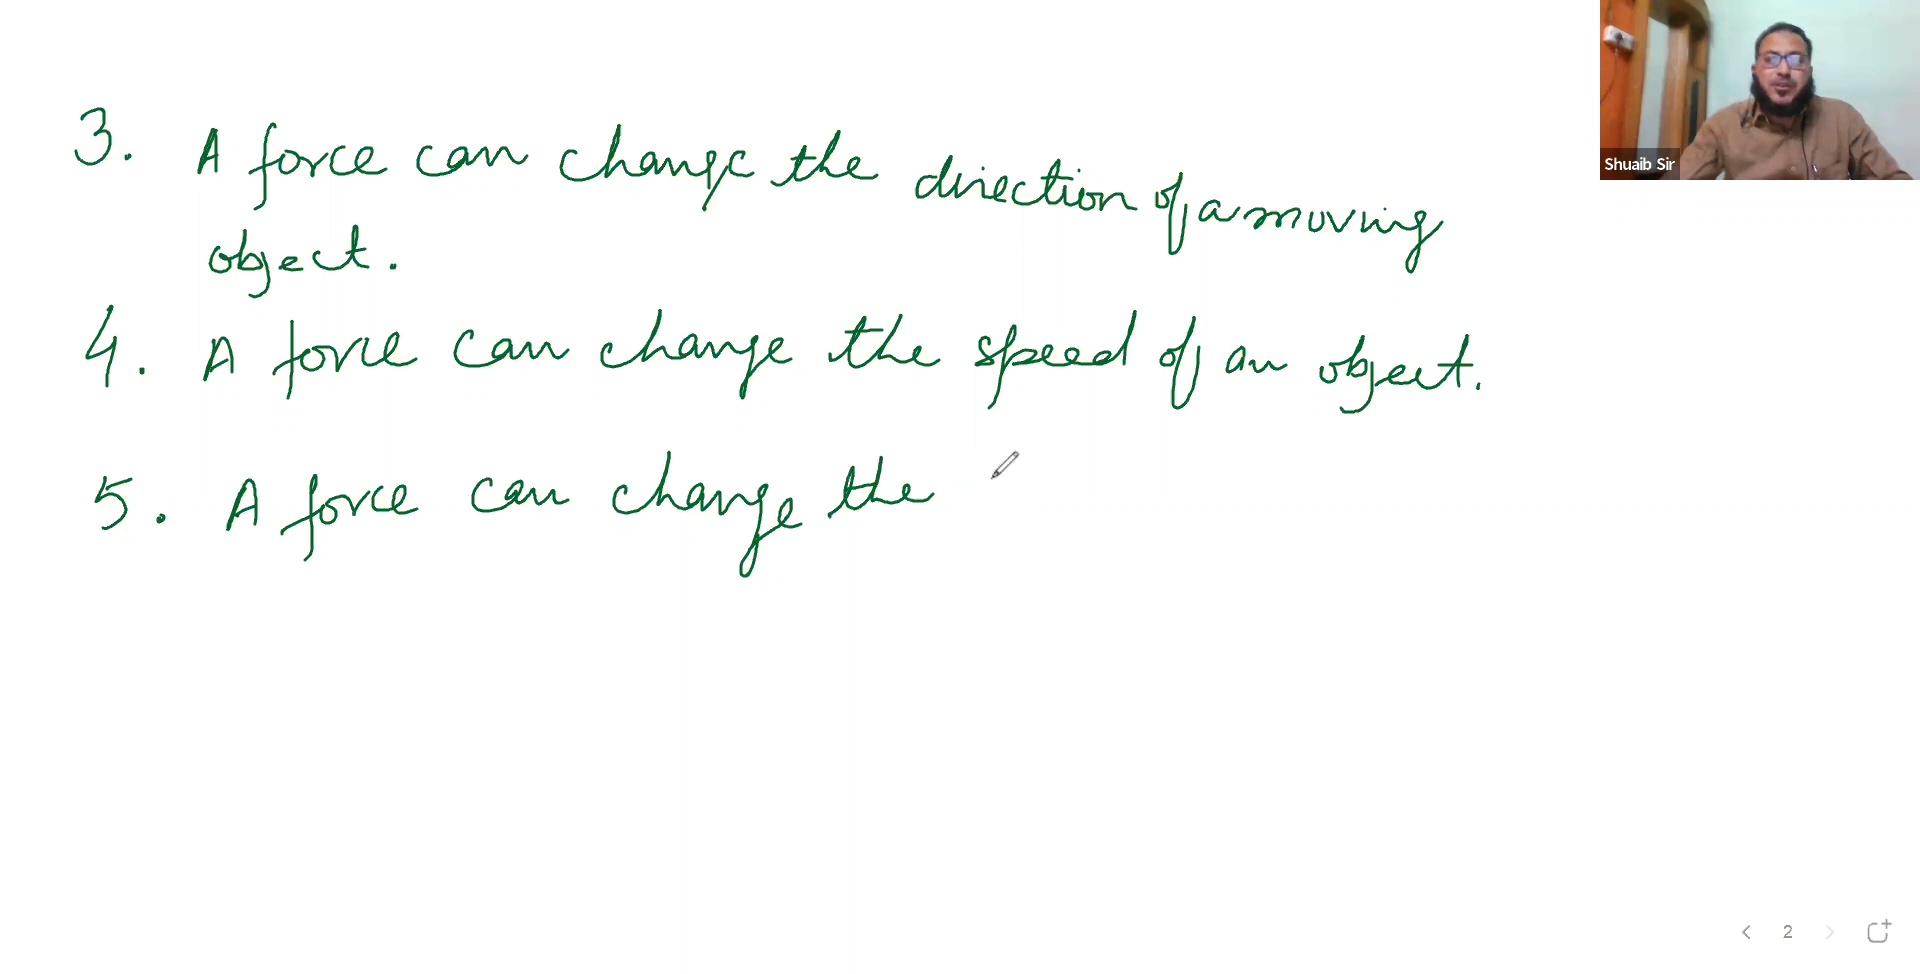 3. A force can change the direction of a moving
object.
4. A force can change the speed of an object.
5. A force can change the
Shuaib Sir
2